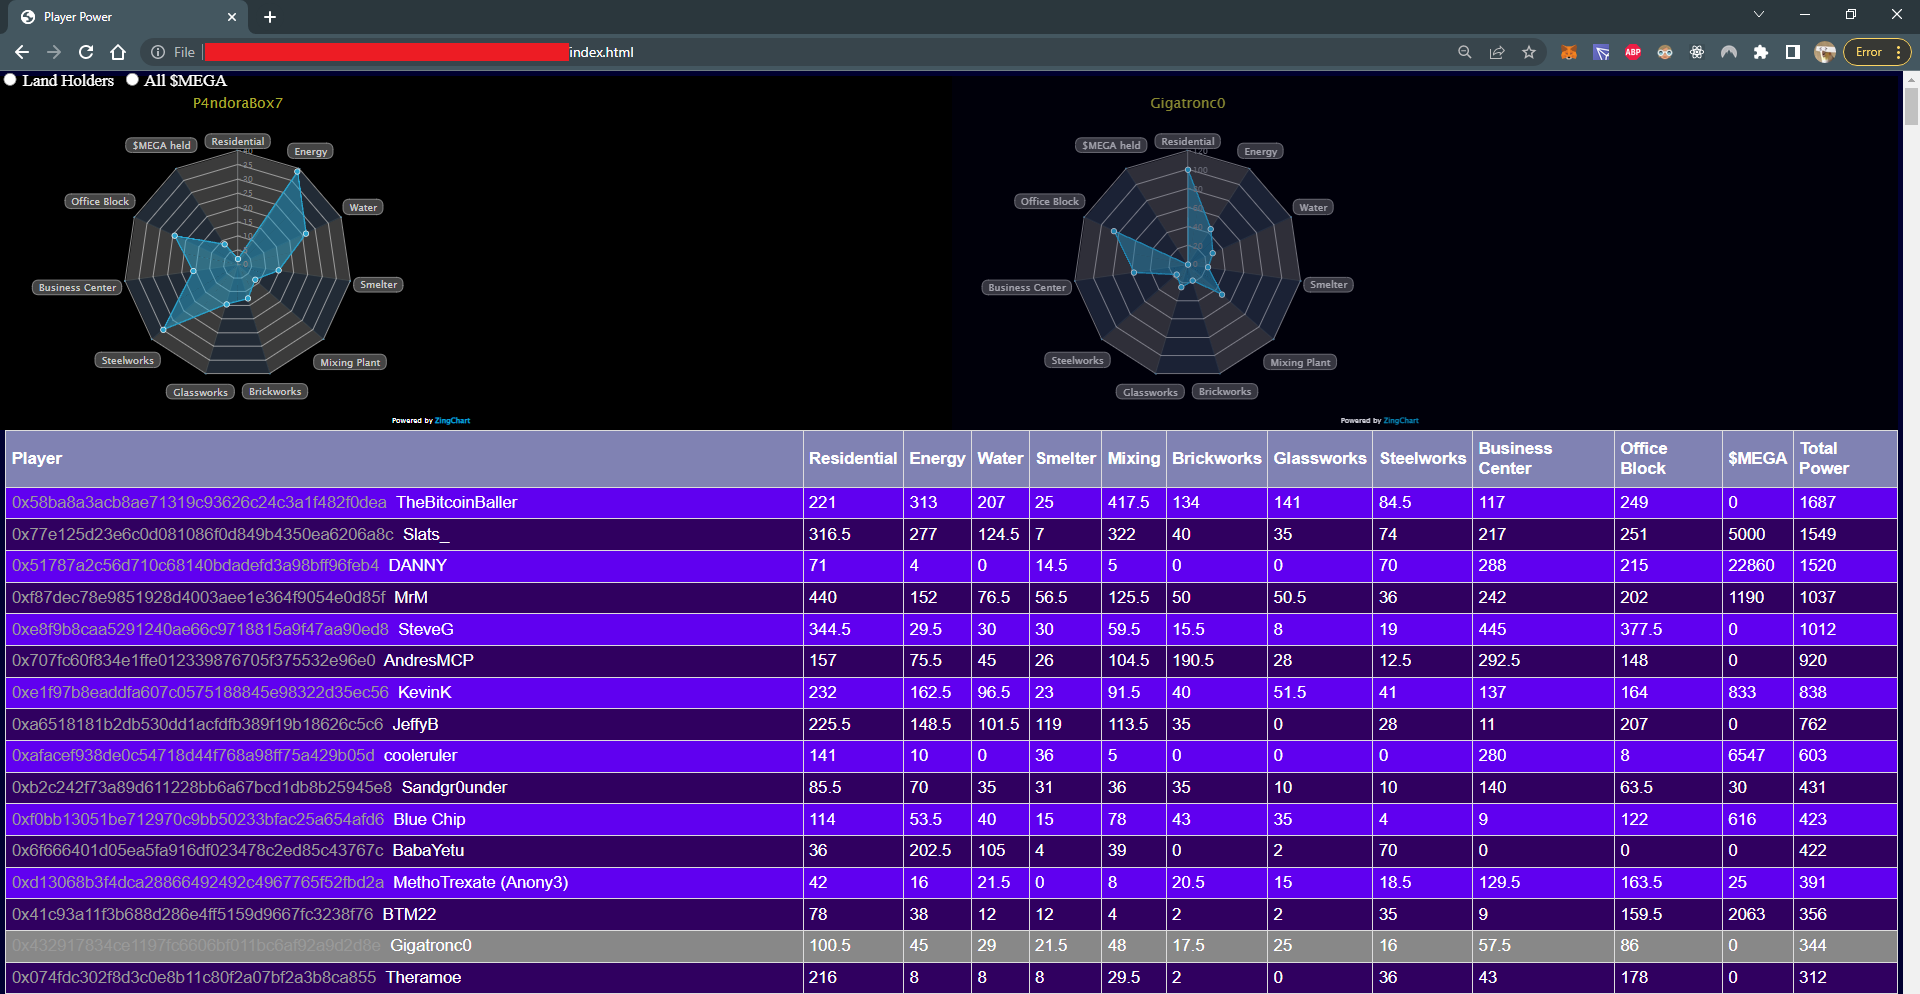 Player Power
File
index.html
Error
Land Holders
All $MEGA
P4ndoraBox7
Residential
Energy
Water
Smelter
Mixing Plant
Brickworks
Glassworks
Steelworks
Business Center
Office Block
$MEGA held
40
35
30
25
20
15
10
Powered by ZingChart
Gigatronc0
Residential
Energy
Water
Smelter
Mixing Plant
Brickworks
Glassworks
Steelworks
Business Center
Office Block
$MEGA held
120
100
40
20
Powered by ZingChart
Player Residential Energy Water Smelter Mixing Brickworks Glassworks Steelworks Business Center Office Block $MEGA Total Power
0x58ba8a3acb8ae71319c93626c24c3a1f482f0dea TheBitcoinBaller 221 313 207 25 417.5 134 141 84.5 117 249 0 1687
0x77e125d23e6c0d081086f0d849b4350ea6206a8c Slats_ 316.5 277 124.5 7 322 40 35 74 217 251 5000 1549
0x51787a2c56d710c68140bdadefd3a98bff96feb4 DANNY 71 4 0 14.5 5 0 0 70 288 215 22860 1520
0xf87dec78e9851928d4003aee1e364f9054e0d85f MrM 440 152 76.5 56.5 125.5 50 50.5 36 242 202 1190 1037
0xe8f9b8caa5291240ae66c9718815a9f47aa90ed8 SteveG 344.5 29.5 30 30 59.5 15.5 8 19 445 377.5 0 1012
0x707fc60f834e1ffe012339876705f375532e96e0 AndresMCP 157 75.5 45 26 104.5 190.5 28 12.5 292.5 148 0 920
0xe1f97b8eaddfa607c0575188845e98322d35ec56 KevinK 232 162.5 96.5 23 91.5 40 51.5 41 137 164 833 838
0xa6518181b2db530dd1acfdfb389f19b18626c5c6 JeffyB 225.5 148.5 101.5 119 113.5 35 0 28 11 207 0 762
0xafacef938de0c54718d44f768a98ff75a429b05d cooleruler 141 10 0 36 5 0 0 0 280 8 6547 603
0xb2c242f73a89d611228bb6a67bcd1db8b25945e8 Sandgr0under 85.5 70 35 31 36 35 10 10 140 63.5 30 431
0xf0bb13051be712970c9bb50233bfac25a654afd6 Blue Chip 114 53.5 40 15 78 43 35 4 9 122 616 423
0x6f666401d05ea5fa916df023478c2ed85c43767c BabaYetu 36 202.5 105 4 39 0 2 70 0 0 0 422
0xd13068b3f4dca28866492492c4967765f52fbd2a MethoTrexate (Anony3) 42 16 21.5 0 8 20.5 15 18.5 129.5 163.5 25 391
0x41c93a11f3b688d286e4ff5159d9667fc3238f76 BTM22 78 38 12 12 4 2 2 35 9 159.5 2063 356
0x432917834ce1197fc6606bf011bc6af92a9d2d8e Gigatronc0 100.5 45 29 21.5 48 17.5 25 16 57.5 86 0 344
0x074fdc302f8d3c0e8b11c80f2a07bf2a3b8ca855 Theramoe 216 8 8 8 29.5 2 0 36 43 178 0 312